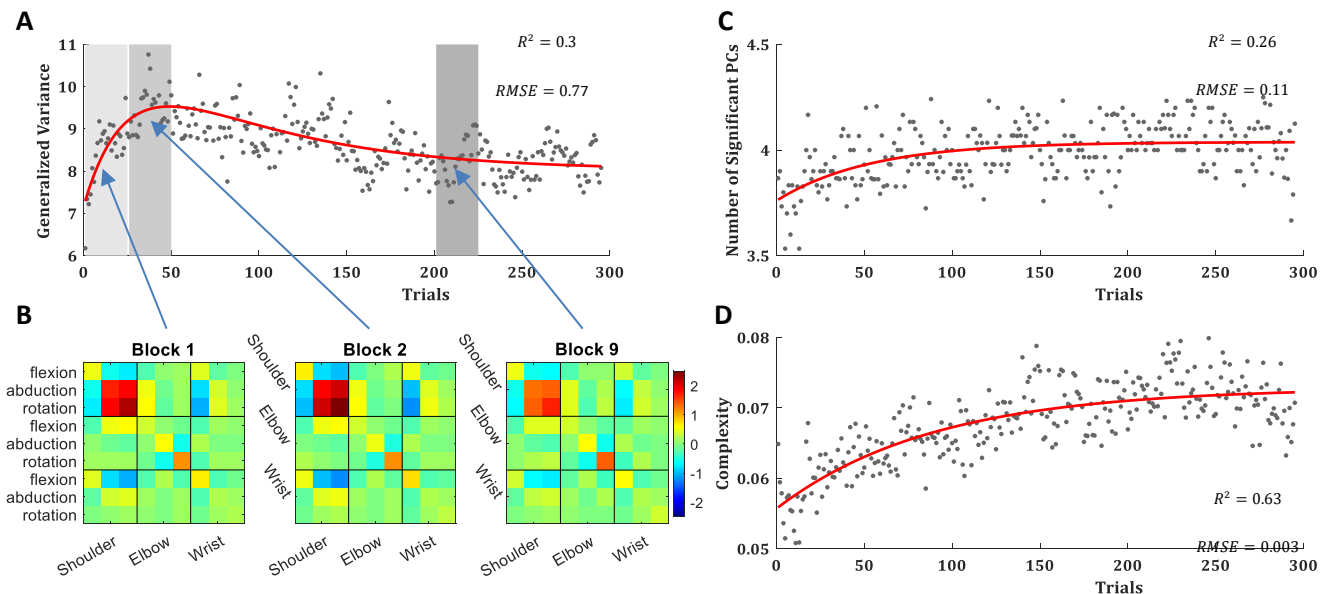 A
R² = 0.3
RMSE = 0.77
Generalized Variance
11
10
9
8
7
6
0
50
100
150
200
250
300
Trials
C
R² = 0.26
RMSE = 0.11
Number of Significant PCs
4.5
4
3.5
0
50
100
150
200
250
300
Trials
B
Block 1
Block 2
Block 9
flexion
abduction
rotation
flexion
abduction
rotation
flexion
abduction
rotation
Shoulder
Elbow
Wrist
Shoulder
Elbow
Wrist
Shoulder
Elbow
Wrist
Shoulder
Elbow
Wrist
Shoulder
Elbow
Wrist
2
1
0
-1
-2
D
Complexity
0.08
0.07
0.06
0.05
R² = 0.63
RMSE = 0.003
0
50
100
150
200
250
300
Trials